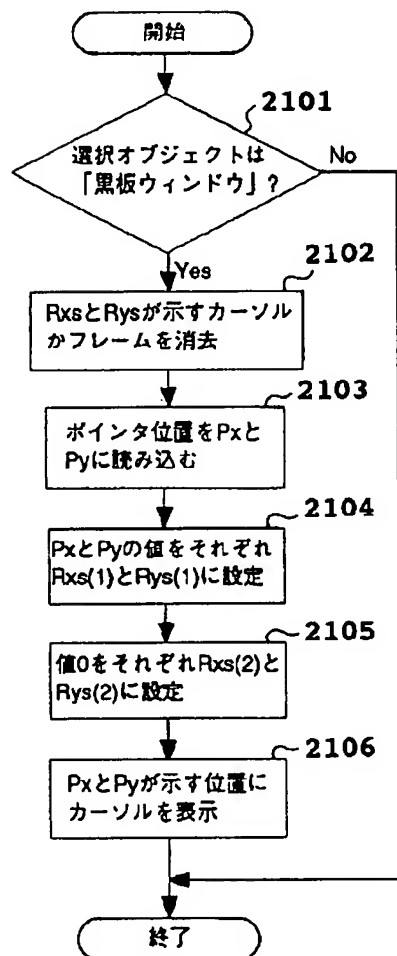 開始
2101
選択オブジェクトは
「黒板ウィンドウ」?
No
Yes
2102
RxsとRysが示すカーソル
かフレームを消去
2103
ポインタ位置をPxと
Pyに読み込む
2104
PxとPyの値をそれぞれ
Rxs(1)とRys(1)に設定
2105
値0をそれぞれRxs(2)と
Rys(2)に設定
2106
PxとPyが示す位置に
カーソルを表示
終了